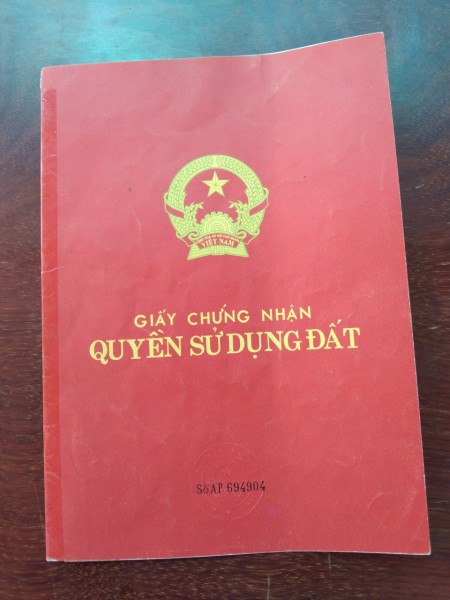 VIỆT NAM
GIẤY CHỨNG NHẬN
QUYỀN SỬ DỤNG ĐẤT
Số AP 694904